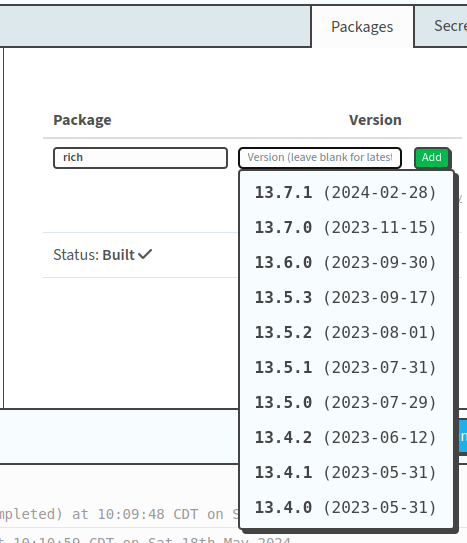 Packages
Secre
Package
Version
rich
Version (leave blank for latest
Add
13.7.1 (2024-02-28)
13.7.0 (2023-11-15)
Status: Built
13.6.0 (2023-09-30)
13.5.3 (2023-09-17)
13.5.2 (2023-08-01)
13.5.1 (2023-07-31)
13.5.0 (2023-07-29)
13.4.2 (2023-06-12)
13.4.1 (2023-05-31)
13.4.0 (2023-05-31)
mpleted) at 10:09:48 CDT on S
at 10:10:59 CDT on Sat 18th May 2024